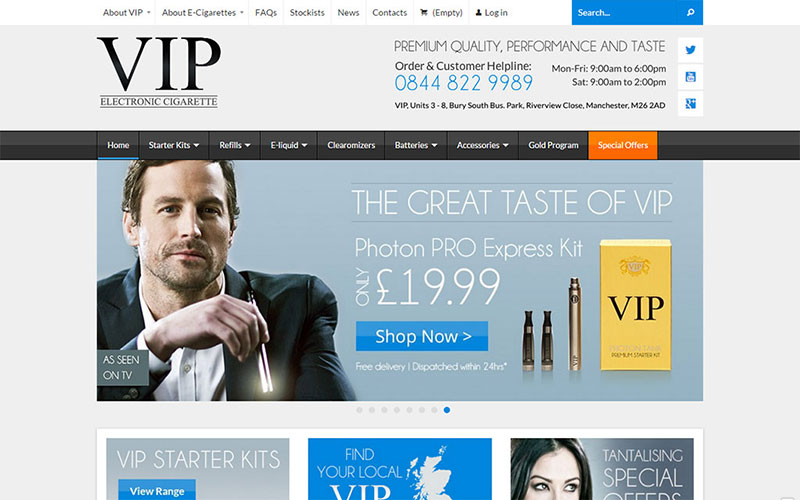 About VIP
About E-Cigarettes
FAQs
Stockists
News
Contacts
(Empty)
Log in
Search...
VIP
ELECTRONIC CIGARETTE
PREMIUM QUALITY, PERFORMANCE AND TASTE
Order & Customer Helpline:
0844 822 9989
Mon-Fri: 9:00am to 6:00pm
Sat: 9:00am to 2:00pm
VIP, Units 3 - 8, Bury South Bus. Park, Riverview Close, Manchester, M26 2AD
Home
Starter Kits
Refills
E-liquid
Clearomizers
Batteries
Accessories
Gold Program
Special Offers
THE GREAT TASTE OF VIP
Photon PRO Express Kit
ONLY £19.99
Shop Now >
Free delivery | Dispatched within 24hrs*
AS SEEN
ON TV
VIP
VIP
PHOTON TANK
PREMIUM STARTER KIT
VIP STARTER KITS
View Range
FIND
YOUR LOCAL
VIP
TANTALISING
SPECIAL
OFFERS